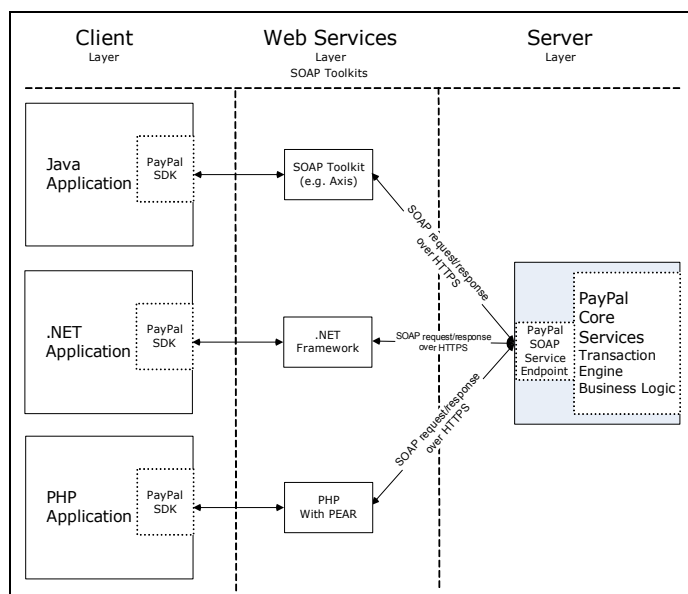 Client
Layer
Web Services
Layer
SOAP Toolkits
Server
Layer
Java
Application
PayPal
SDK
SOAP Toolkit
(e.g. Axis)
SOAP request/response
over HTTPS
.NET
Application
PayPal
SDK
.NET
Framework
SOAP request/response
over HTTPS
PayPal
SOAP
Service
Endpoint
PayPal
Core
Services
Transaction
Engine
Business Logic
PHP
Application
PayPal
SDK
PHP
With PEAR
SOAP request/response
over HTTPS